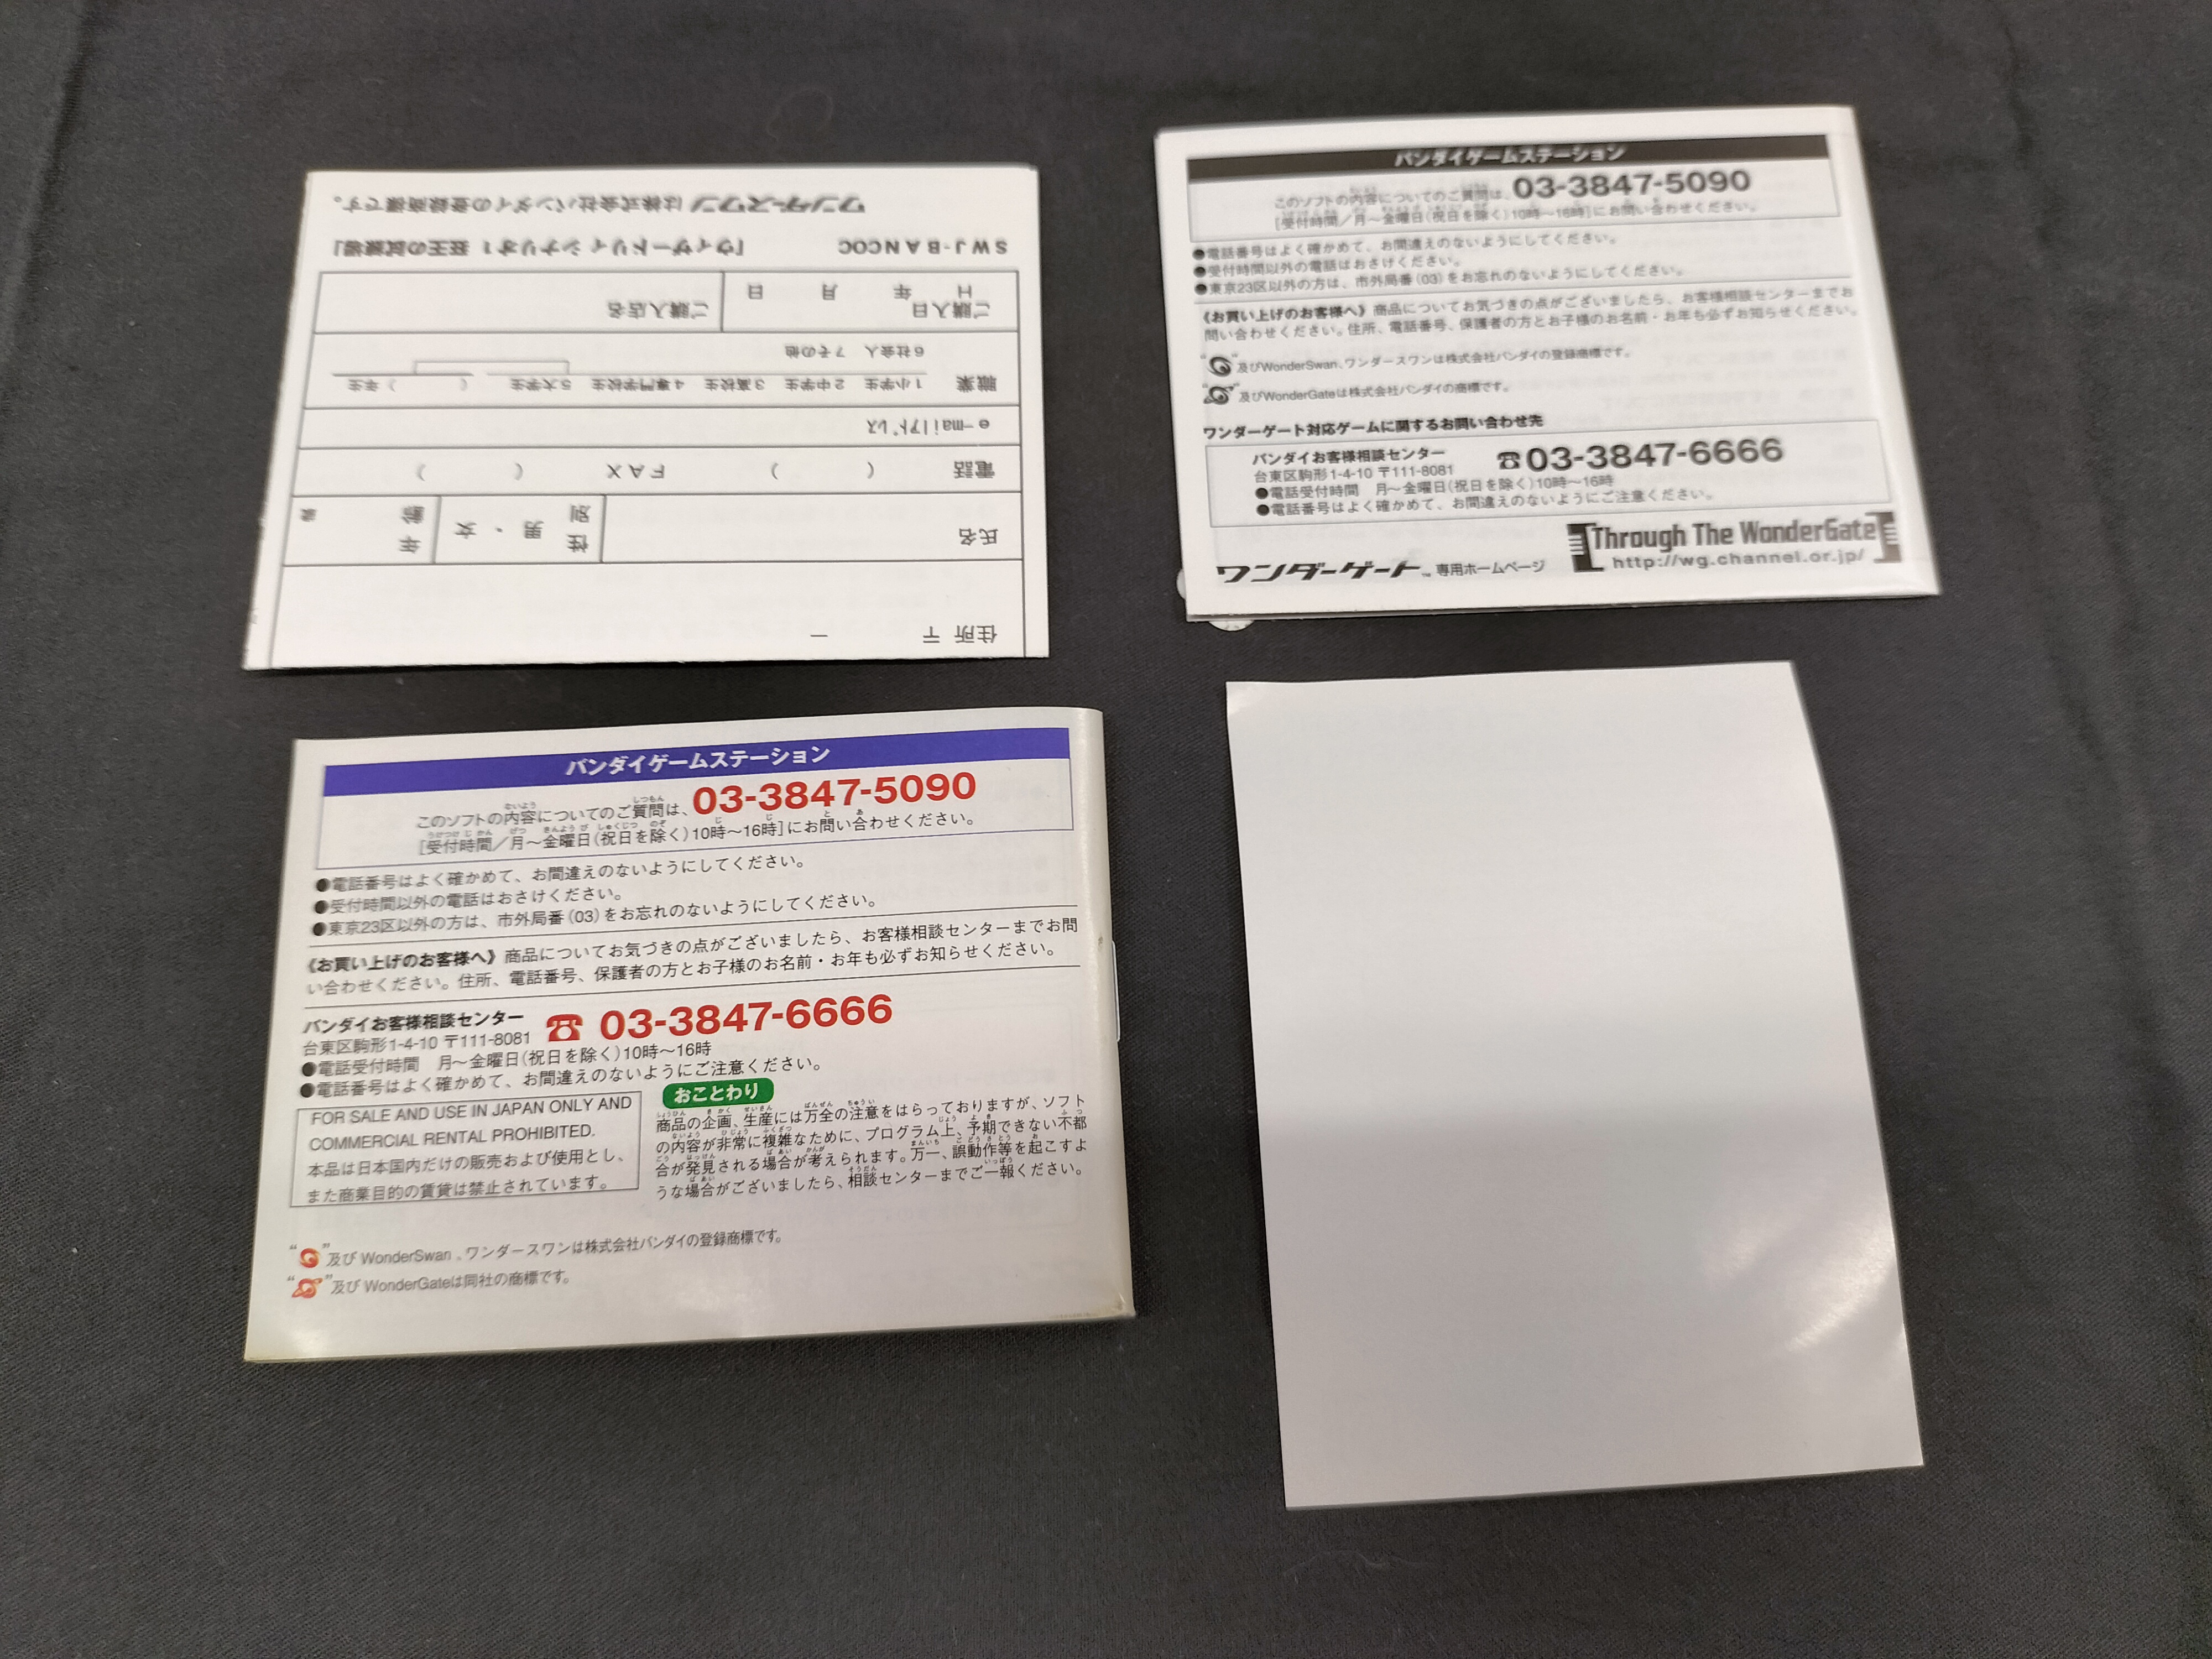 ワンダースワンは株式会社バンダイの登録商標です。
SWJ-BANC0C 「ウィザードリィシナリオ1 狂王の試練場」
ご購入日 H 年 月 日 ご購入店名
職業 1小学生 2中学生 3高校生 4専門学校生 5大学生 ( )年生
6社会人 7その他
e-mailアドレス
電話 ( ) FAX ( )
氏名 性別 男・女 年齢 歳
住所 〒 −
バンダイゲームステーション
このソフトの内容についてのご質問は、03-3847-5090
[受付時間/月〜金曜日(祝日を除く)10時〜16時]にお問い合わせください。
●電話番号はよく確かめて、お間違えのないようにしてください。
●受付時間以外の電話はおさけください。
●東京23区以外の方は、市外局番(03)をお忘れのないようにしてください。
《お買い上げのお客様へ》商品についてお気づきの点がございましたら、お客様相談センターまでお
問い合わせください。住所、電話番号、保護者の方とお子様のお名前・お年も必ずお知らせください。
“ ”及びWonderSwan、ワンダースワンは株式会社バンダイの登録商標です。
“ ”及びWonderGateは株式会社バンダイの商標です。
ワンダーゲート対応ゲームに関するお問い合わせ先
バンダイお客様相談センター ☎03-3847-6666
台東区駒形1-4-10 〒111-8081
●電話受付時間 月〜金曜日(祝日を除く)10時〜16時
●電話番号はよく確かめて、お間違えのないようにご注意ください。
ワンダーゲート™専用ホームページ
Through The WonderGate
http://wg.channel.or.jp/
バンダイゲームステーション
このソフトの内容についてのご質問は、03-3847-5090
[受付時間/月〜金曜日(祝日を除く)10時〜16時]にお問い合わせください。
●電話番号はよく確かめて、お間違えのないようにしてください。
●受付時間以外の電話はおさけください。
●東京23区以外の方は、市外局番(03)をお忘れのないようにしてください。
《お買い上げのお客様へ》商品についてお気づきの点がございましたら、お客様相談センターまでお問
い合わせください。住所、電話番号、保護者の方とお子様のお名前・お年も必ずお知らせください。
バンダイお客様相談センター ☎ 03-3847-6666
台東区駒形1-4-10 〒111-8081
●電話受付時間 月〜金曜日(祝日を除く)10時〜16時
●電話番号はよく確かめて、お間違えのないようにご注意ください。
FOR SALE AND USE IN JAPAN ONLY AND
COMMERCIAL RENTAL PROHIBITED.
本品は日本国内だけの販売および使用とし、
また商業目的の賃貸は禁止されています。
おことわり
商品の企画、生産には万全の注意をはらっておりますが、ソフト
の内容が非常に複雑なために、プログラム上、予期できない不都
合が発見される場合が考えられます。万一、誤動作等を起こすよ
うな場合がございましたら、相談センターまでご一報ください。
“ ”及び WonderSwan、ワンダースワンは株式会社バンダイの登録商標です。
“ ”及び WonderGateは同社の商標です。